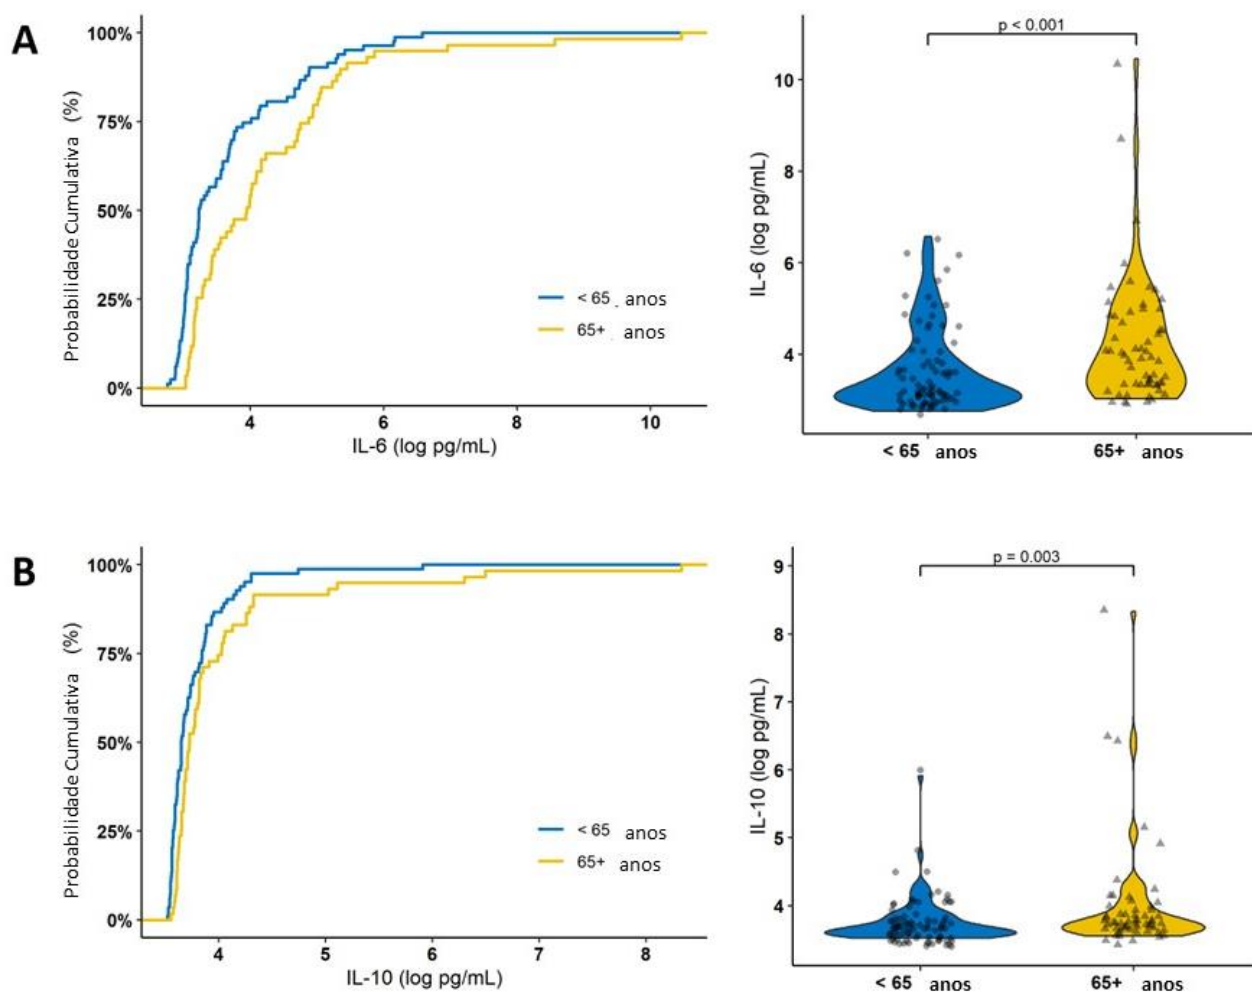 A
Probabilidade Cumulativa (%)
100%
75%
50%
25%
0%
4 6 8 10
IL-6 (log pg/mL)
< 65 . anos
65+ . anos
p < 0.001
IL-6 (log pg/mL)
10
8
6
4
< 65 anos 65+ anos
B
Probabilidade Cumulativa (%)
100%
75%
50%
25%
0%
4 5 6 7 8
IL-10 (log pg/mL)
< 65 anos
65+ anos
p = 0.003
IL-10 (log pg/mL)
9
8
7
6
5
4
< 65 anos 65+ anos